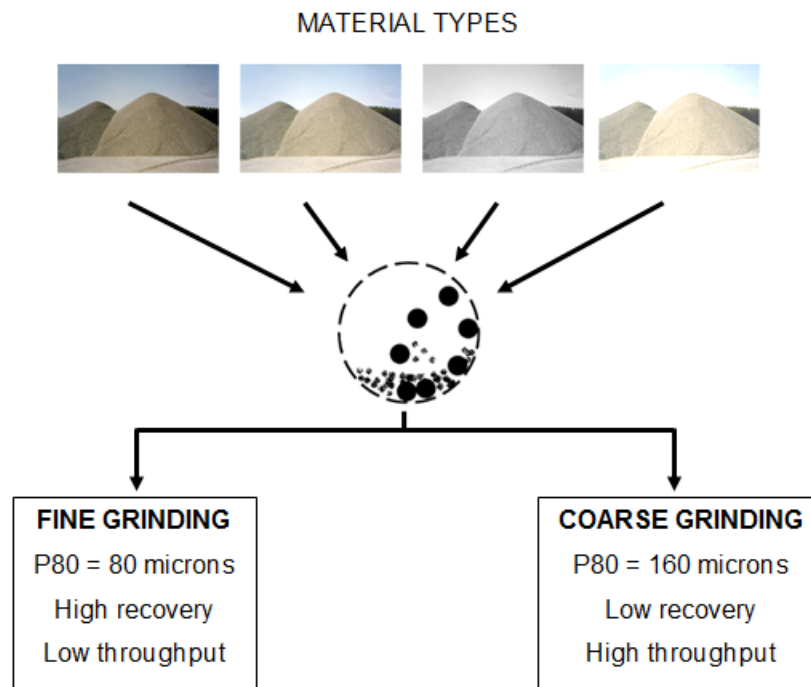 MATERIAL TYPES
FINE GRINDING
P80 = 80 microns
High recovery
Low throughput
COARSE GRINDING
P80 = 160 microns
Low recovery
High throughput